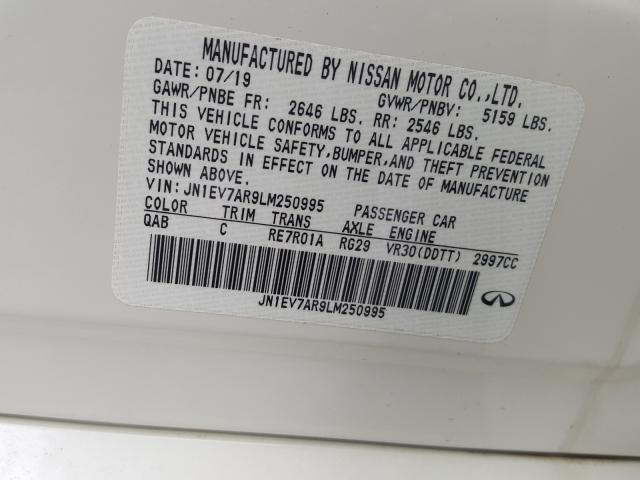 MANUFACTURED BY NISSAN MOTOR CO.,LTD.
DATE: 07/19 GVWR/PNBV: 5159 LBS.
GAWR/PNBE FR: 2646 LBS. RR: 2546 LBS.
THIS VEHICLE CONFORMS TO ALL APPLICABLE FEDERAL
MOTOR VEHICLE SAFETY, BUMPER, AND THEFT PREVENTION
STANDARDS IN EFFECT ON THE DATE OF MANUFACTURE
SHOWN ABOVE.
VIN: JN1EV7AR9LM250995 PASSENGER CAR
COLOR TRIM TRANS AXLE ENGINE
QAB C RE7R01A RG29 VR30(DDTT) 2997CC
JN1EV7AR9LM250995